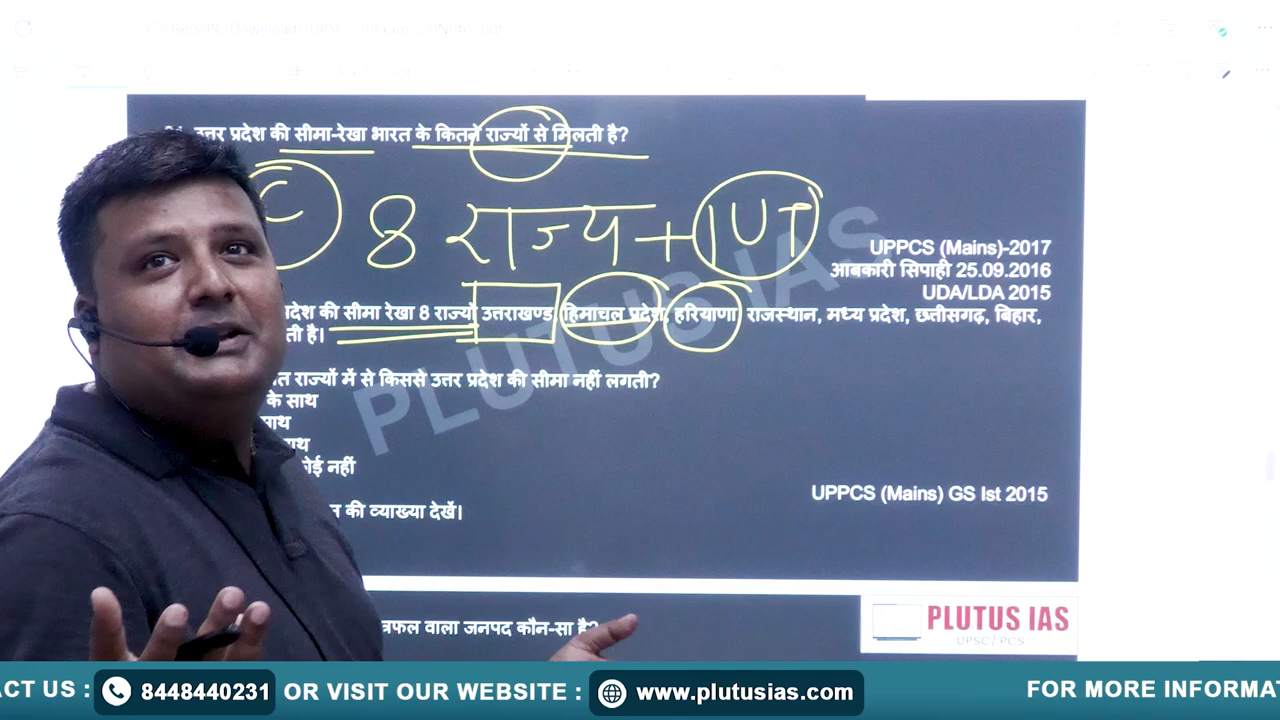 उत्तर प्रदेश की सीमा-रेखा भारत के कितने राज्यों से मिलती है?
C 8 राज्य + 1UT
UPPCS (Mains)-2017
आबकारी सिपाही 25.09.2016
UDA/LDA 2015
की सीमा रेखा 8 राज्यों उत्तराखण्ड, हिमाचल प्रदेश, हरियाणा राजस्थान, मध्य प्रदेश, छत्तीसगढ़, बिहार,
है।
राज्यों में से किससे उत्तर प्रदेश की सीमा नहीं लगती?
के साथ
साथ
साथ
कोई नहीं
UPPCS (Mains) GS Ist 2015
की व्याख्या देखें।
PLUTUS IAS
वाला जनपद कौन-सा है?
PLUTUS IAS
UPSC/ PCS
ACT US : 8448440231 OR VISIT OUR WEBSITE : www.plutusias.com FOR MORE INFORMAT